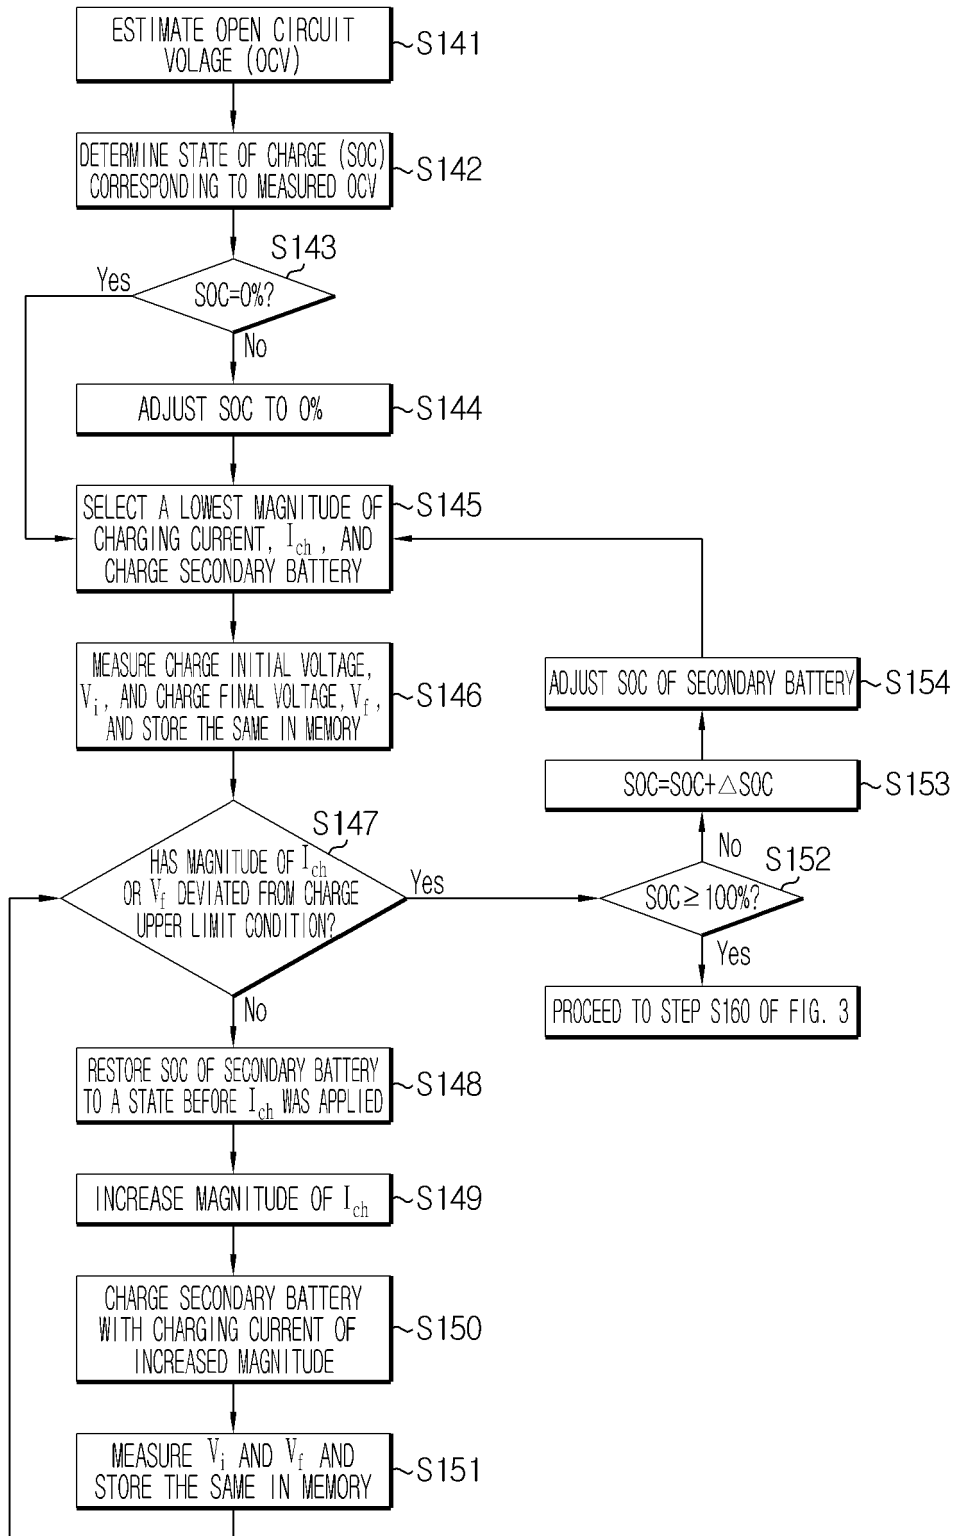 ESTIMATE OPEN CIRCUIT
VOLAGE (OCV)
S141
DETERMINE STATE OF CHARGE (SOC)
CORRESPONDING TO MEASURED OCV
S142
S143
Yes
SOC=0%?
No
ADJUST SOC TO 0%
S144
SELECT A LOWEST MAGNITUDE OF
CHARGING CURRENT, Ich, AND
CHARGE SECONDARY BATTERY
S145
MEASURE CHARGE INITIAL VOLTAGE,
Vi, AND CHARGE FINAL VOLTAGE, Vf,
AND STORE THE SAME IN MEMORY
S146
S147
HAS MAGNITUDE OF Ich
OR Vf DEVIATED FROM CHARGE
UPPER LIMIT CONDITION?
Yes
No
RESTORE SOC OF SECONDARY BATTERY
TO A STATE BEFORE Ich WAS APPLIED
S148
INCREASE MAGNITUDE OF Ich
S149
CHARGE SECONDARY BATTERY
WITH CHARGING CURRENT OF
INCREASED MAGNITUDE
S150
MEASURE Vi AND Vf AND
STORE THE SAME IN MEMORY
S151
ADJUST SOC OF SECONDARY BATTERY
S154
SOC=SOC+△SOC
S153
No
S152
SOC≥100%?
Yes
PROCEED TO STEP S160 OF FIG. 3